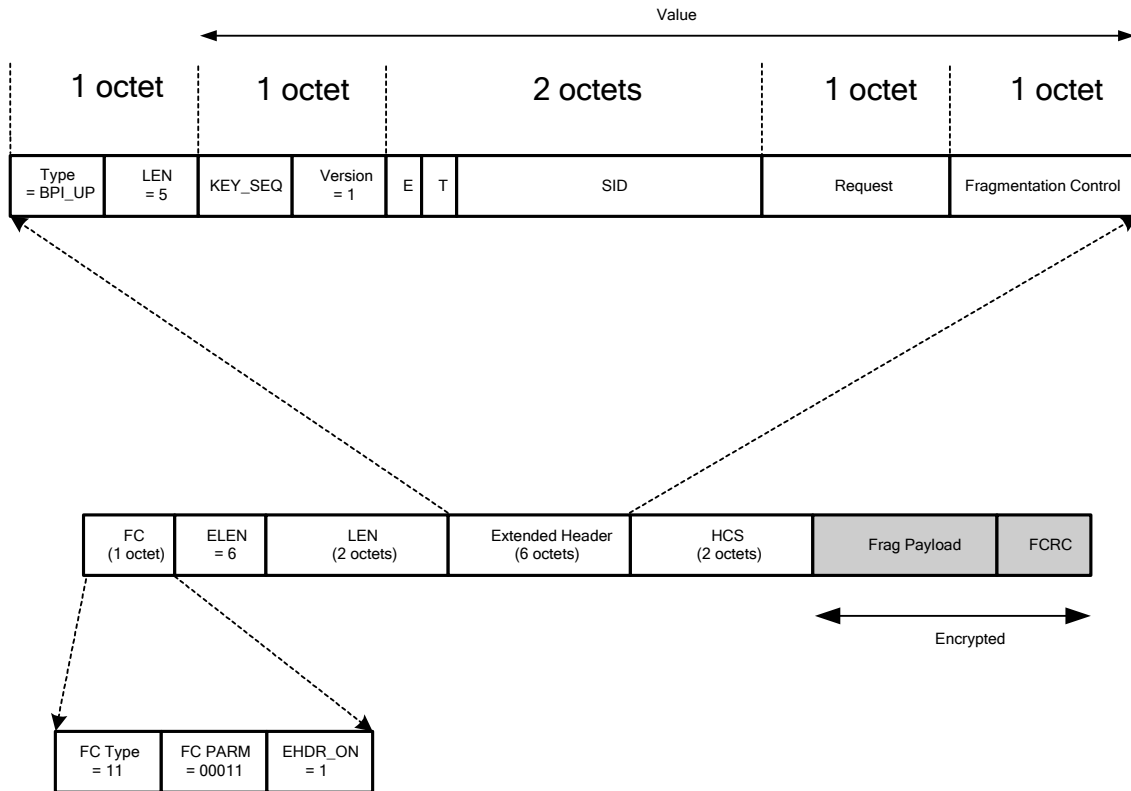 Value
1 octet 1 octet 2 octets 1 octet 1 octet
Type
= BPI_UP
LEN
= 5
KEY_SEQ
Version
= 1
E
T
SID
Request
Fragmentation Control
FC
(1 octet)
ELEN
= 6
LEN
(2 octets)
Extended Header
(6 octets)
HCS
(2 octets)
Frag Payload
FCRC
Encrypted
FC Type
= 11
FC PARM
= 00011
EHDR_ON
= 1